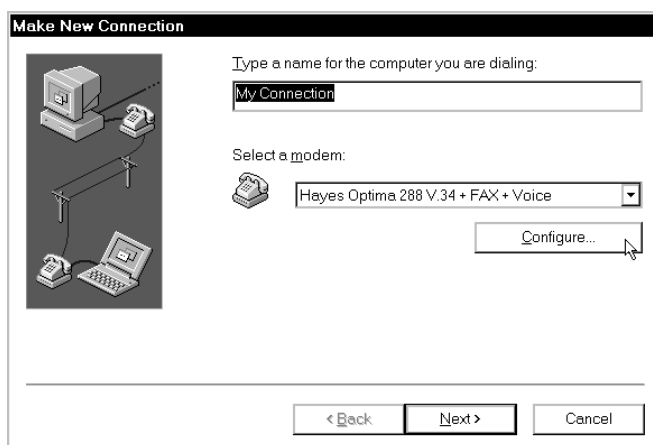 Make New Connection
Type a name for the computer you are dialing:
My Connection
Select a modem:
Hayes Optima 288 V.34 + FAX + Voice
Configure...
< Back
Next >
Cancel